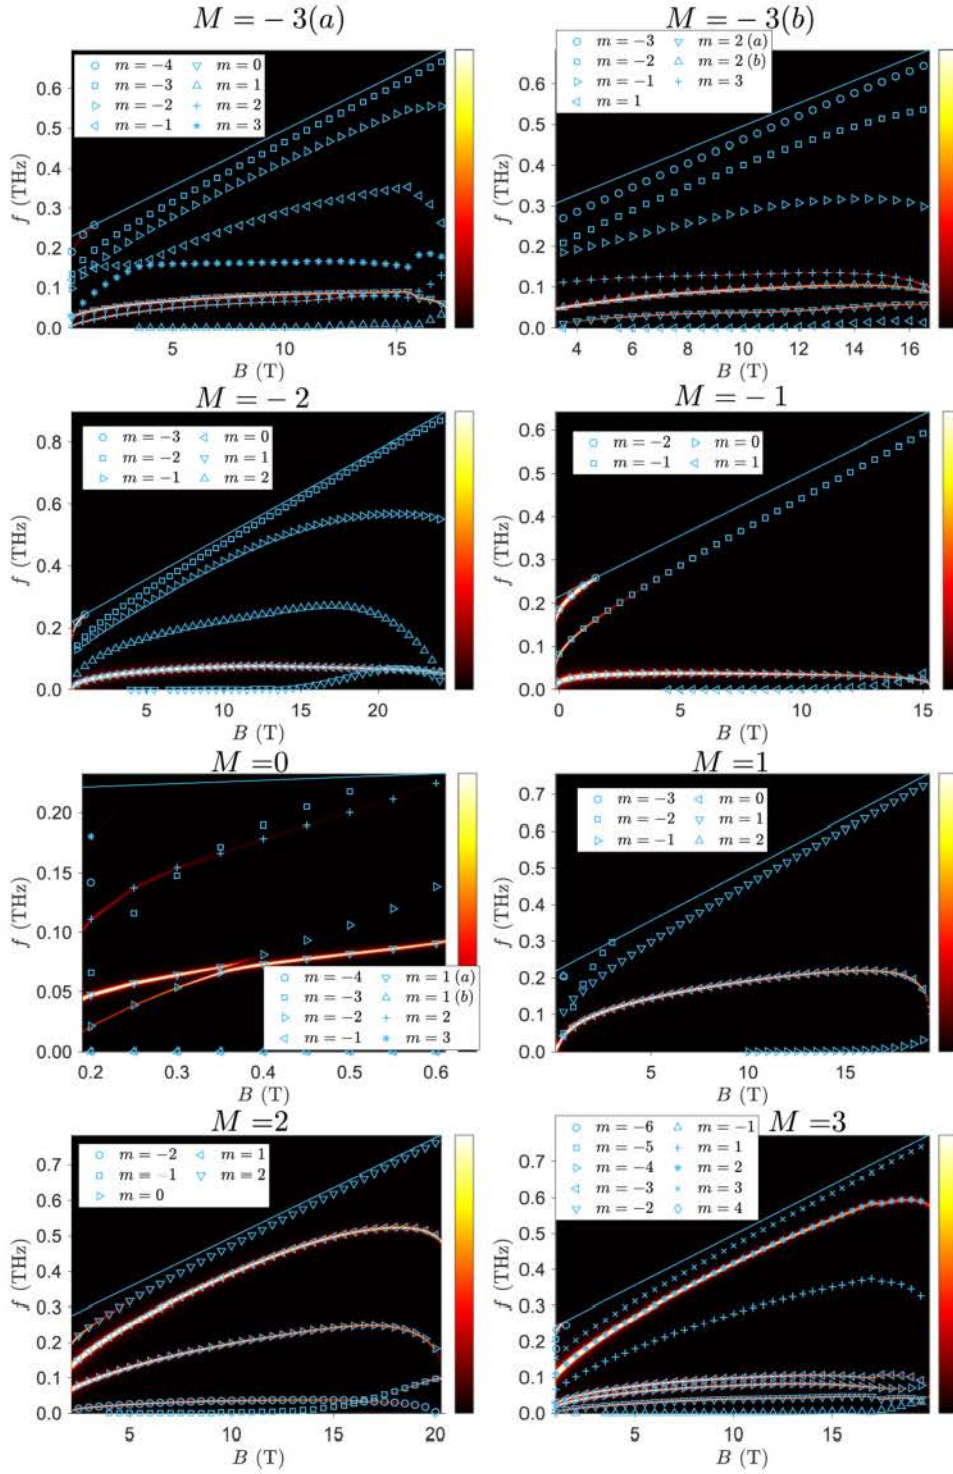 M = − 3(a)
m = −4 m = 0
m = −3 m = 1
m = −2 m = 2
m = −1 m = 3
f (THz)
0.6
0.5
0.4
0.3
0.2
0.1
0.0
5 10 15
B (T)
M = − 3(b)
m = −3 m = 2 (a)
m = −2 m = 2 (b)
m = −1 m = 3
m = 1
f (THz)
0.6
0.5
0.4
0.3
0.2
0.1
0.0
4 6 8 10 12 14 16
B (T)
M = − 2
m = −3 m = 0
m = −2 m = 1
m = −1 m = 2
f (THz)
0.8
0.6
0.4
0.2
0.0
5 10 15 20
B (T)
M = − 1
m = −2 m = 0
m = −1 m = 1
f (THz)
0.6
0.5
0.4
0.3
0.2
0.1
0.0
0 5 10 15
B (T)
M =0
f (THz)
0.20
0.15
0.10
0.05
0.00
m = −4 m = 1 (a)
m = −3 m = 1 (b)
m = −2 m = 2
m = −1 m = 3
0.2 0.3 0.4 0.5 0.6
B (T)
M =1
m = −3 m = 0
m = −2 m = 1
m = −1 m = 2
f (THz)
0.7
0.6
0.5
0.4
0.3
0.2
0.1
0.0
5 10 15
B (T)
M =2
m = −2 m = 1
m = −1 m = 2
m = 0
f (THz)
0.7
0.6
0.5
0.4
0.3
0.2
0.1
0.0
5 10 15 20
B (T)
M =3
m = −6 m = −1
m = −5 m = 1
m = −4 m = 2
m = −3 m = 3
m = −2 m = 4
f (THz)
0.7
0.6
0.5
0.4
0.3
0.2
0.1
0.0
5 10 15
B (T)